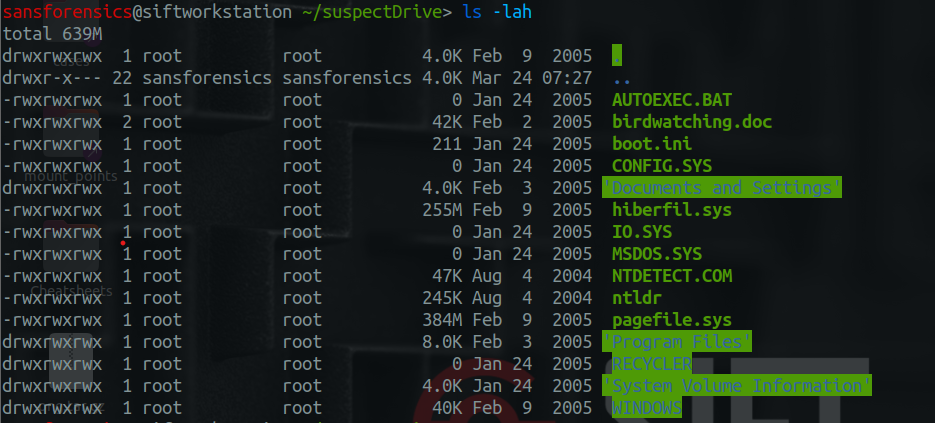 sansforensics@siftworkstation ~/suspectDrive> ls -lah
total 639M
drwxrwxrwx  1 root          root          4.0K Feb  9  2005  .
drwxr-x--- 22 sansforensics sansforensics 4.0K Mar 24 07:27  ..
-rwxrwxrwx  1 root          root             0 Jan 24  2005  AUTOEXEC.BAT
-rwxrwxrwx  2 root          root           42K Feb  2  2005  birdwatching.doc
-rwxrwxrwx  1 root          root           211 Jan 24  2005  boot.ini
-rwxrwxrwx  1 root          root             0 Jan 24  2005  CONFIG.SYS
drwxrwxrwx  1 root          root          4.0K Feb  3  2005 'Documents and Settings'
-rwxrwxrwx  1 root          root          255M Feb  9  2005  hiberfil.sys
-rwxrwxrwx  1 root          root             0 Jan 24  2005  IO.SYS
-rwxrwxrwx  1 root          root             0 Jan 24  2005  MSDOS.SYS
-rwxrwxrwx  1 root          root           47K Aug  4  2004  NTDETECT.COM
-rwxrwxrwx  1 root          root          245K Aug  4  2004  ntldr
-rwxrwxrwx  1 root          root          384M Feb  9  2005  pagefile.sys
drwxrwxrwx  1 root          root          8.0K Feb  3  2005 'Program Files'
drwxrwxrwx  1 root          root             0 Jan 24  2005  RECYCLER
drwxrwxrwx  1 root          root          4.0K Jan 24  2005 'System Volume Information'
drwxrwxrwx  1 root          root           40K Feb  9  2005  WINDOWS
cases
mount_points
Cheatsheets